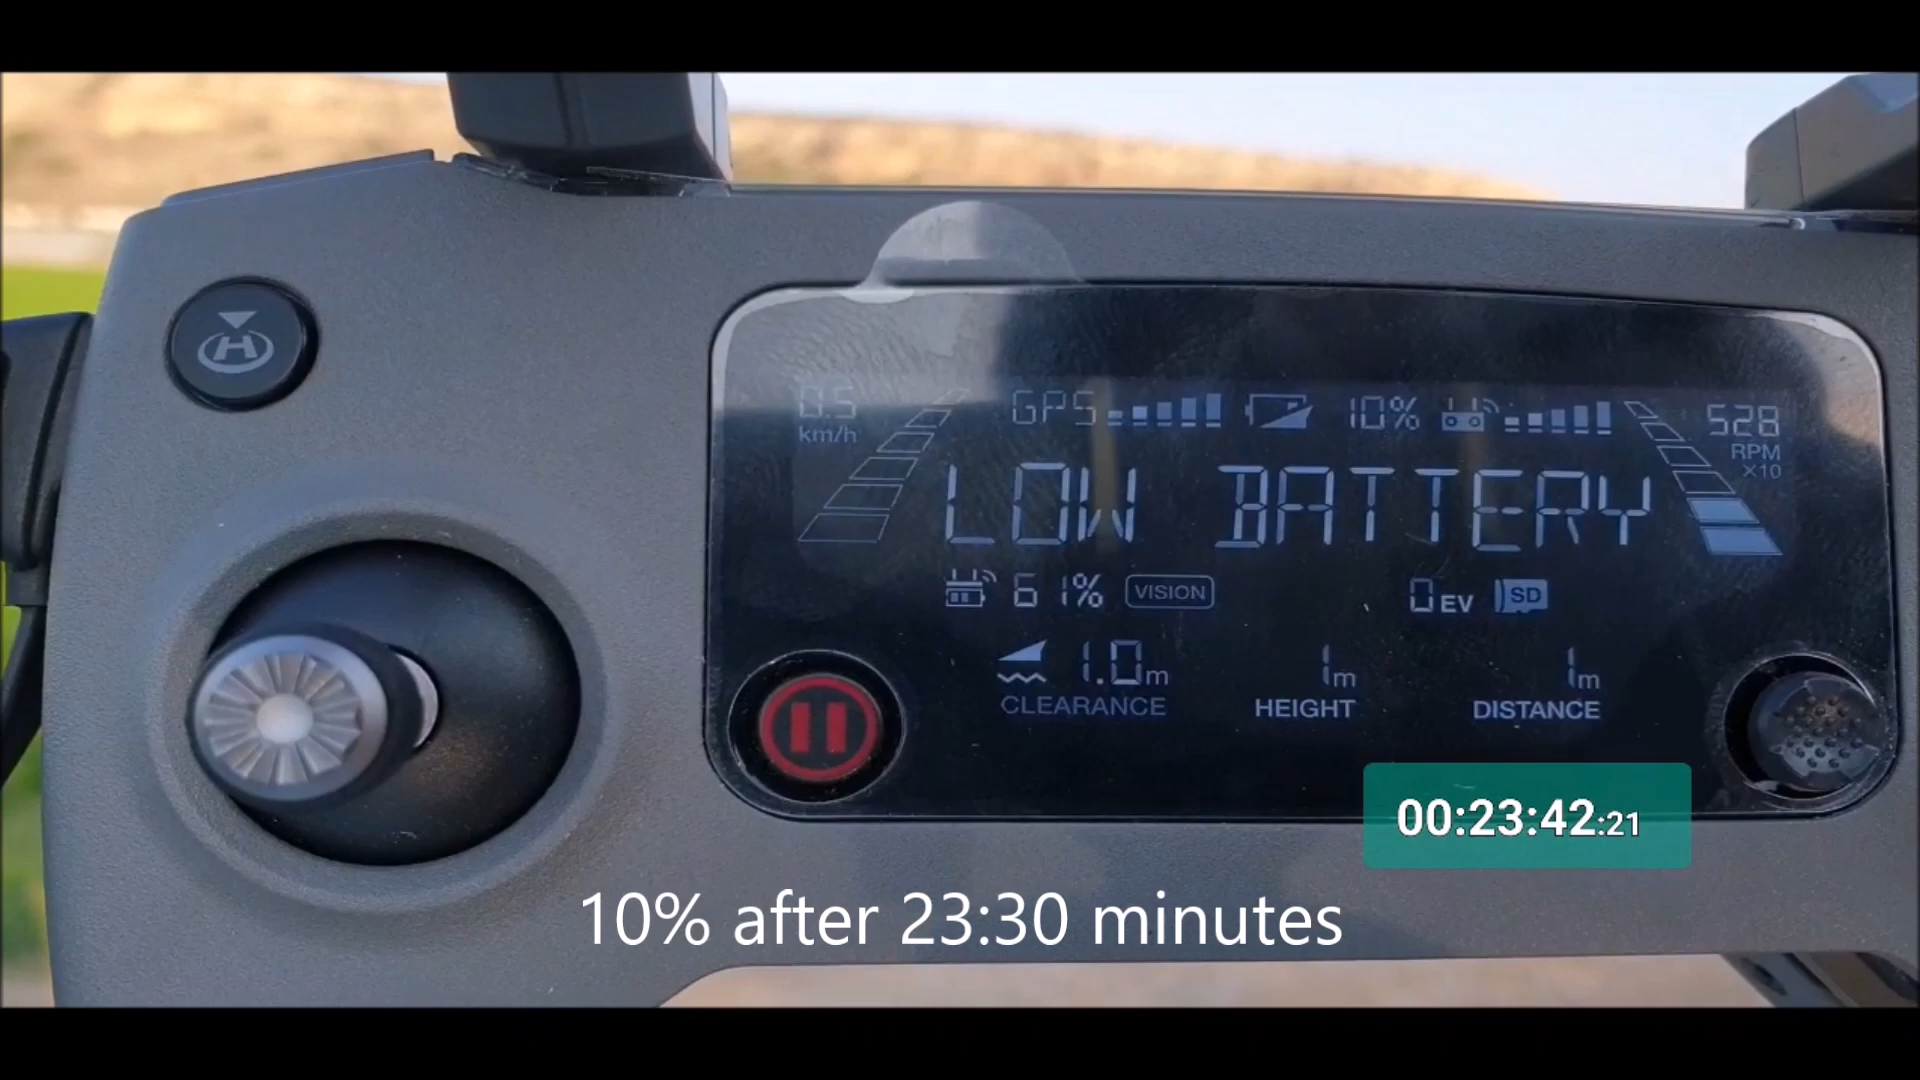 H
0.5
km/h
GPS
10%
528
RPM
X10
LOW BATTERY
61%
VISION
0EV
SD
1.0m
CLEARANCE
1m
HEIGHT
1m
DISTANCE
00:23:42:21
10% after 23:30 minutes